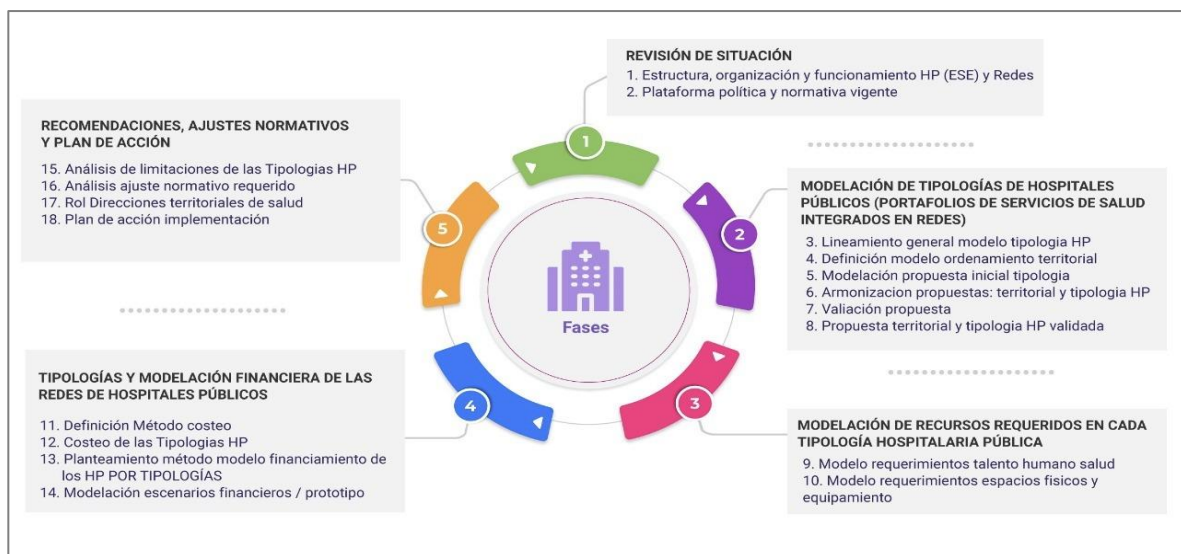 REVISIÓN DE SITUACIÓN
1. Estructura, organización y funcionamiento HP (ESE) y Redes
2. Plataforma política y normativa vigente
1
MODELACIÓN DE TIPOLOGÍAS DE HOSPITALES
PÚBLICOS (PORTAFOLIOS DE SERVICIOS DE SALUD
INTEGRADOS EN REDES)
3. Lineamiento general modelo tipologia HP
4. Definición modelo ordenamiento territorial
5. Modelación propuesta inicial tipologia
6. Armonizacion propuestas: territorial y tipologia HP
7. Valiación propuesta
8. Propuesta territorial y tipologia HP validada
2
MODELACIÓN DE RECURSOS REQUERIDOS EN CADA
TIPOLOGÍA HOSPITALARIA PÚBLICA
9. Modelo requerimientos talento humano salud
10. Modelo requerimientos espacios fisicos y
equipamiento
3
TIPOLOGÍAS Y MODELACIÓN FINANCIERA DE LAS
REDES DE HOSPITALES PÚBLICOS
11. Definición Método costeo
12. Costeo de las Tipologias HP
13. Planteamiento método modelo financiamiento de
los HP POR TIPOLOGÍAS
14. Modelación escenarios financieros / prototipo
4
RECOMENDACIONES, AJUSTES NORMATIVOS
Y PLAN DE ACCIÓN
15. Análisis de limitaciones de las Tipologias HP
16. Análisis ajuste normativo requerido
17. Rol Direcciones territoriales de salud
18. Plan de acción implementación
5
Fases